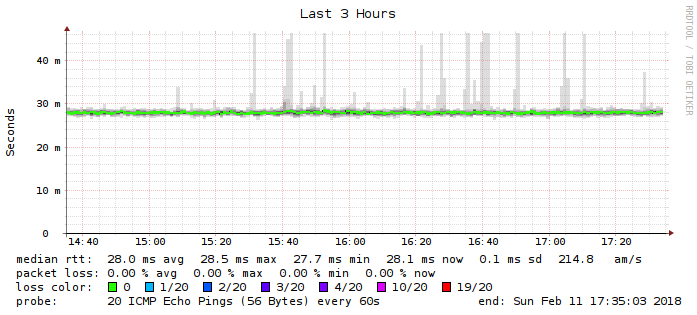 Last 3 Hours
RRDTOOL / TOBI OETIKER
Seconds
40 m
30 m
20 m
10 m
0
14:40 15:00 15:20 15:40 16:00 16:20 16:40 17:00 17:20
median rtt: 28.0 ms avg 28.5 ms max 27.7 ms min 28.1 ms now 0.1 ms sd 214.8 am/s
packet loss: 0.00 % avg 0.00 % max 0.00 % min 0.00 % now
loss color: 0 1/20 2/20 3/20 4/20 10/20 19/20
probe: 20 ICMP Echo Pings (56 Bytes) every 60s end: Sun Feb 11 17:35:03 2018